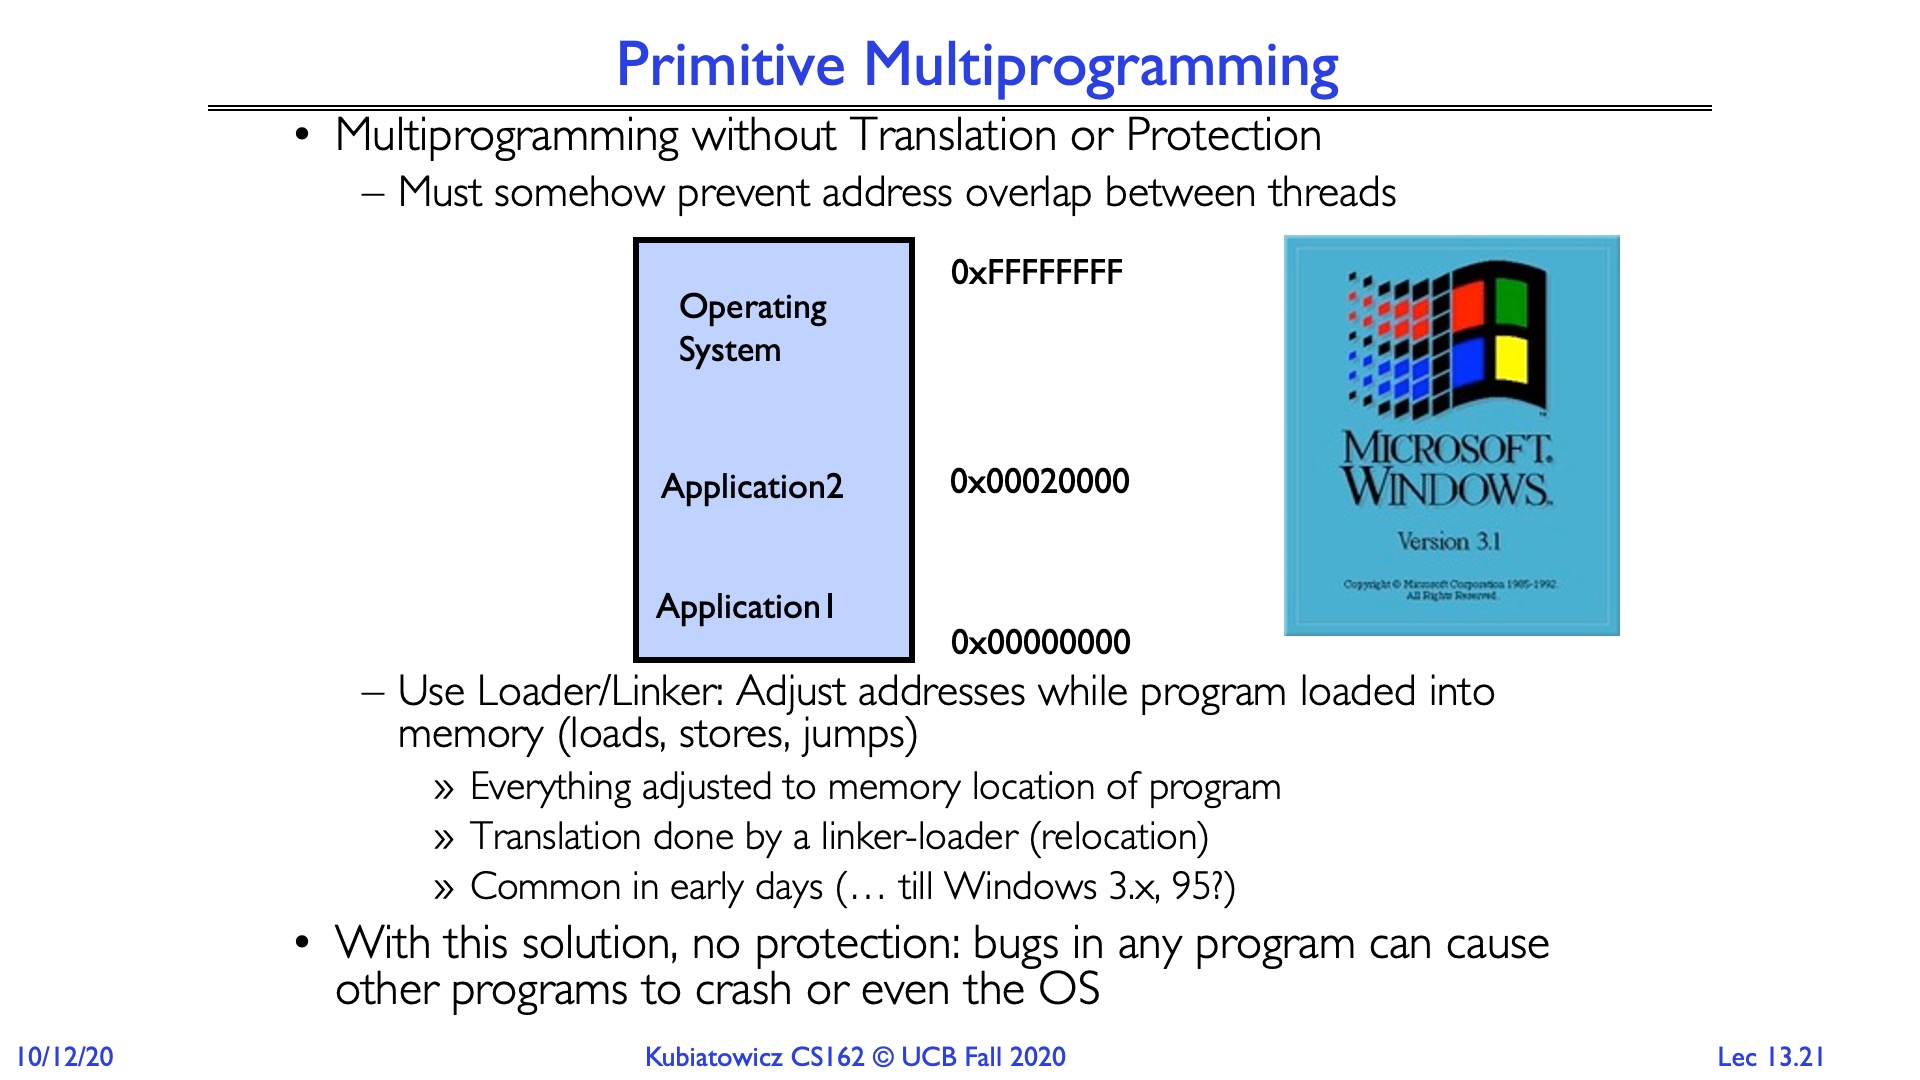 Primitive Multiprogramming
• Multiprogramming without Translation or Protection
– Must somehow prevent address overlap between threads
0xFFFFFFFF
Operating
System
Application2
0x00020000
Application1
0x00000000
MICROSOFT.
WINDOWS™
Version 3.1
Copyright © Microsoft Corporation 1985-1992.
All Rights Reserved.
– Use Loader/Linker: Adjust addresses while program loaded into
memory (loads, stores, jumps)
» Everything adjusted to memory location of program
» Translation done by a linker-loader (relocation)
» Common in early days (… till Windows 3.x, 95?)
• With this solution, no protection: bugs in any program can cause
other programs to crash or even the OS
10/12/20
Kubiatowicz CS162 © UCB Fall 2020
Lec 13.21